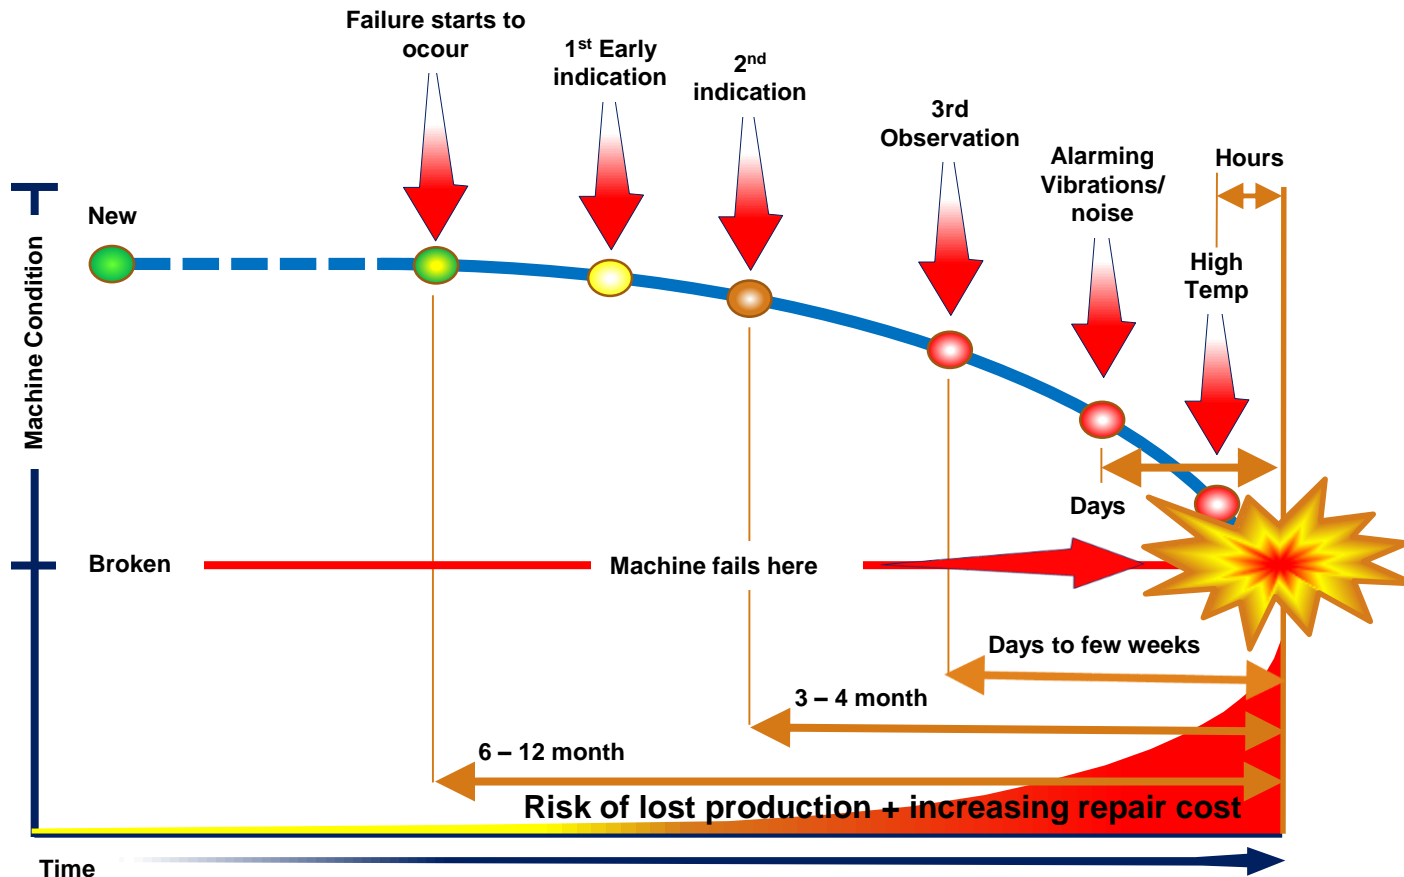 Failure starts to
ocour
1st Early
indication
2nd
indication
3rd
Observation
Alarming
Vibrations/
noise
Hours
New
High
Temp
Machine Condition
Days
Broken
Machine fails here
Days to few weeks
3 – 4 month
6 – 12 month
Risk of lost production + increasing repair cost
Time